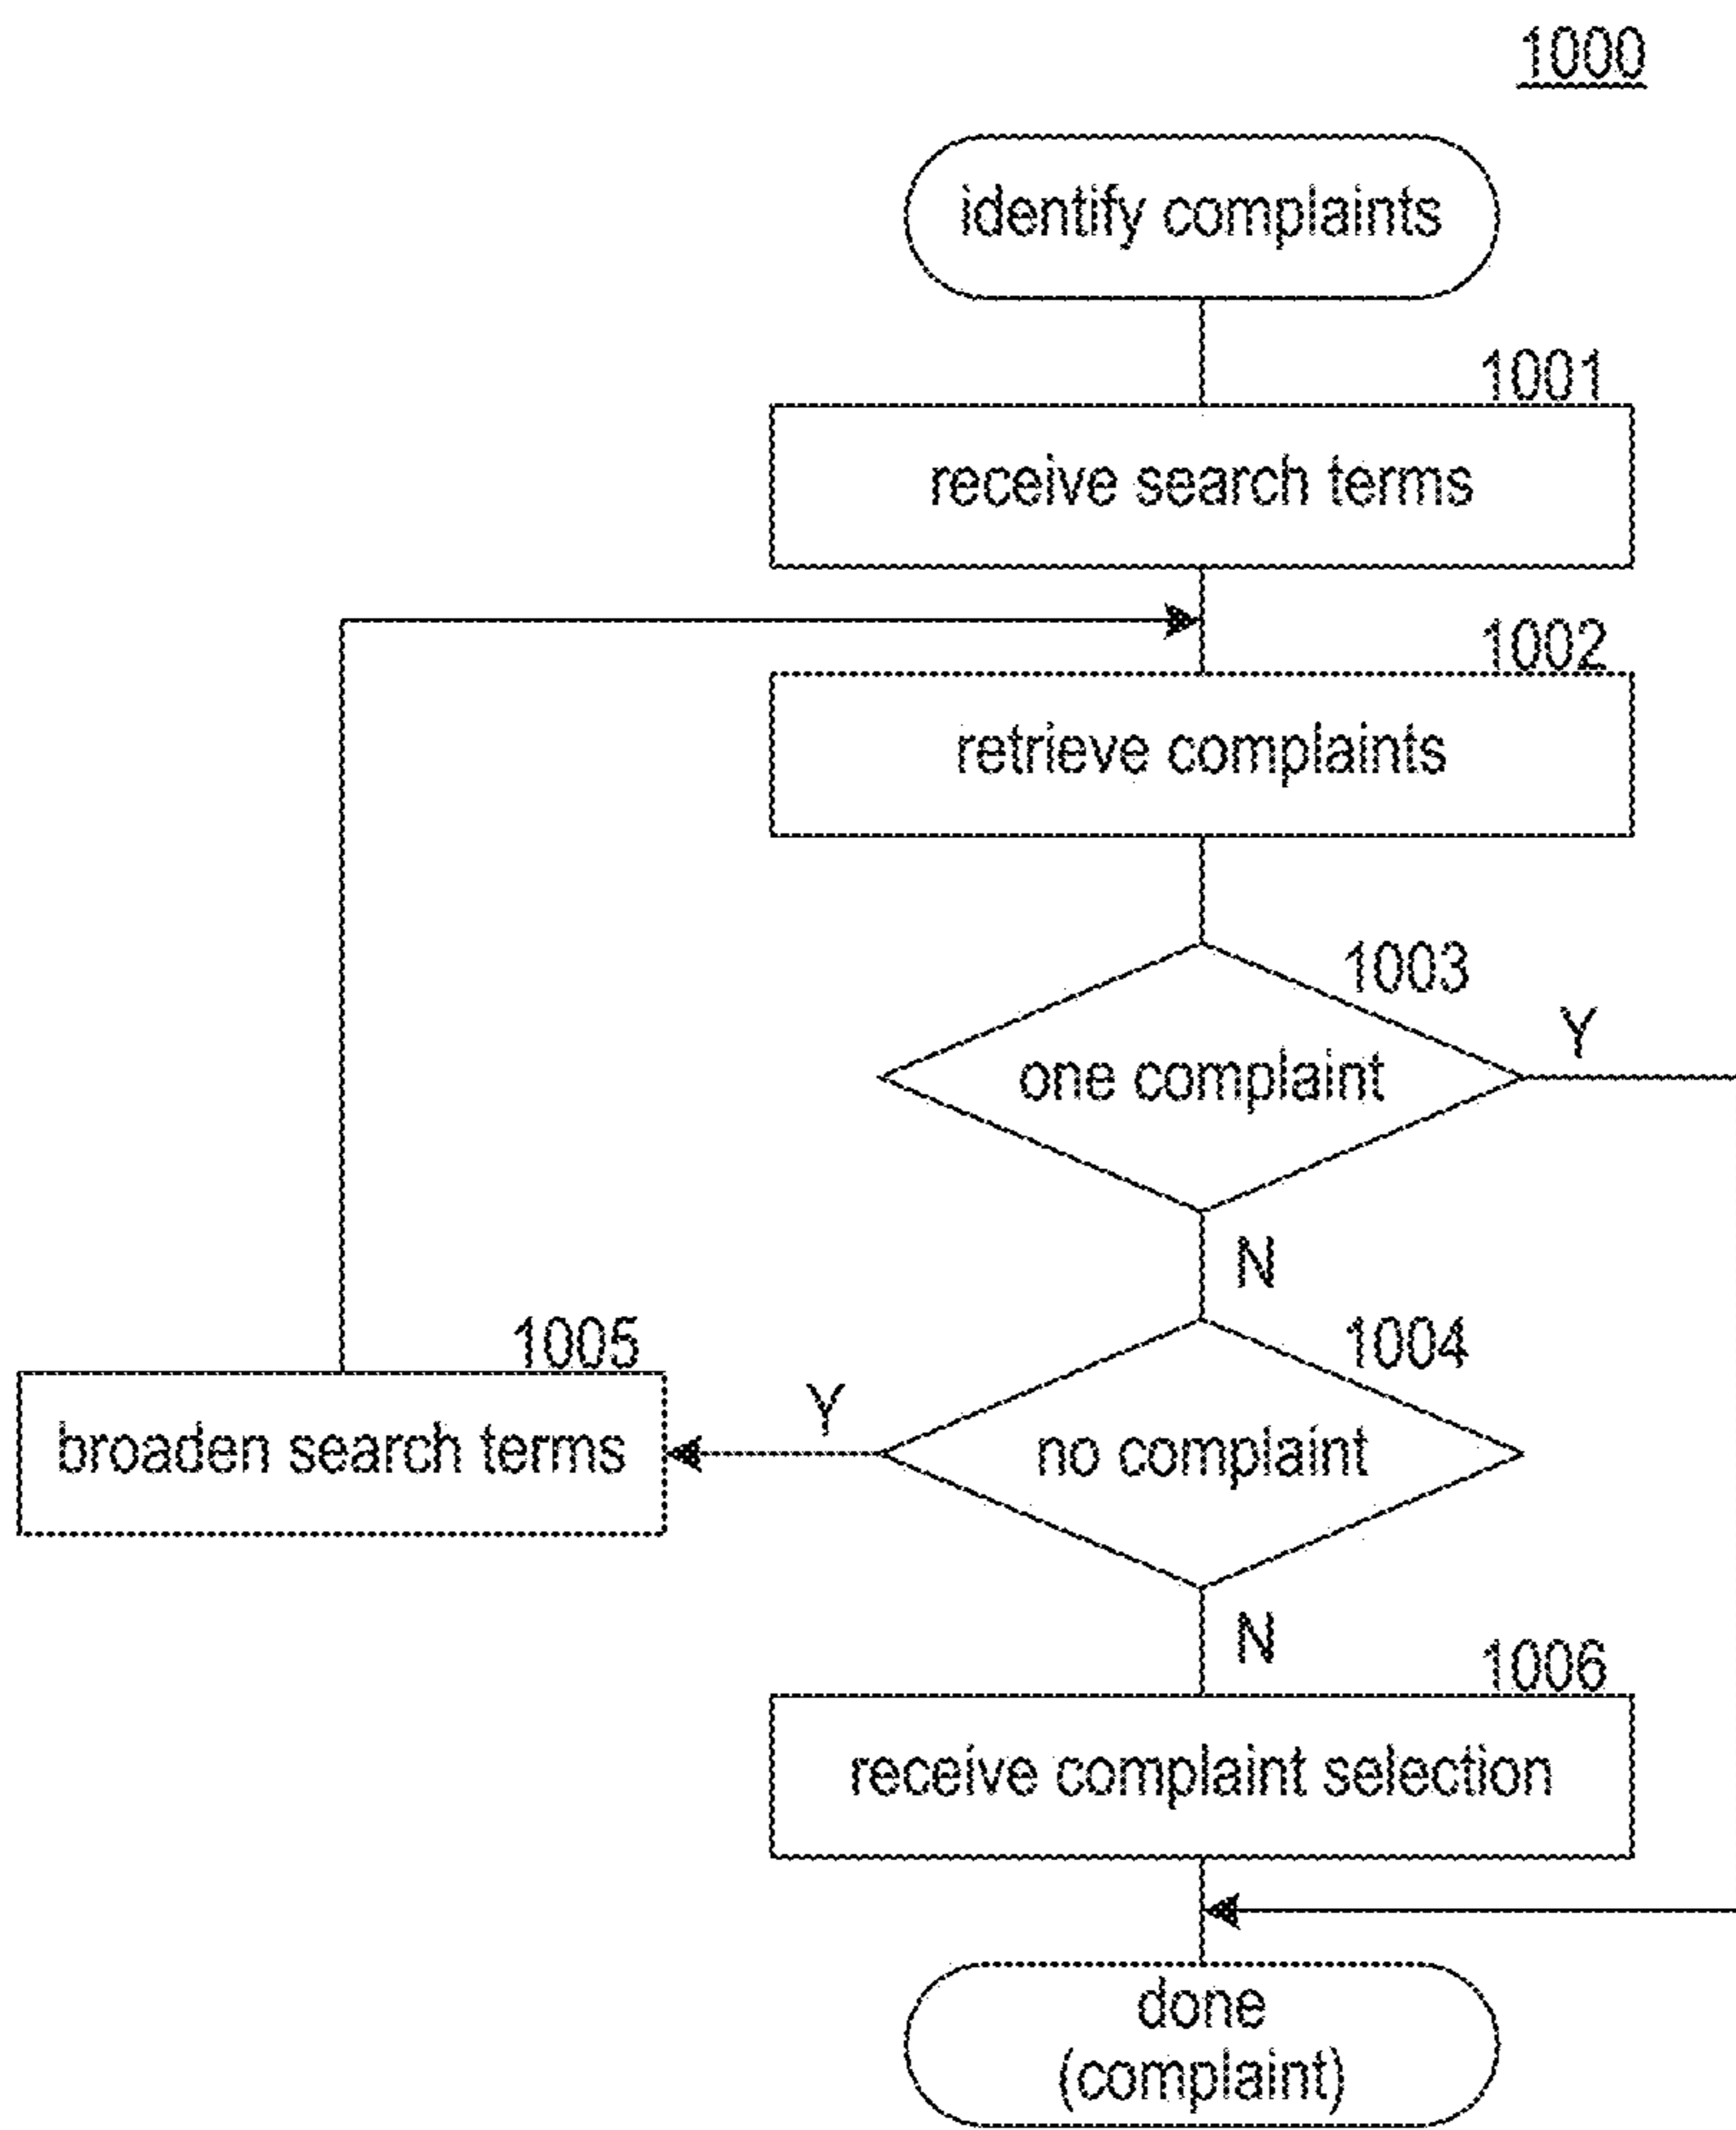 1000
identify complaints
1001
receive search terms
1002
retrieve complaints
1003
one complaint
Y
N
1004
no complaint
Y
1005
broaden search terms
N
1006
receive complaint selection
done
(complaint)